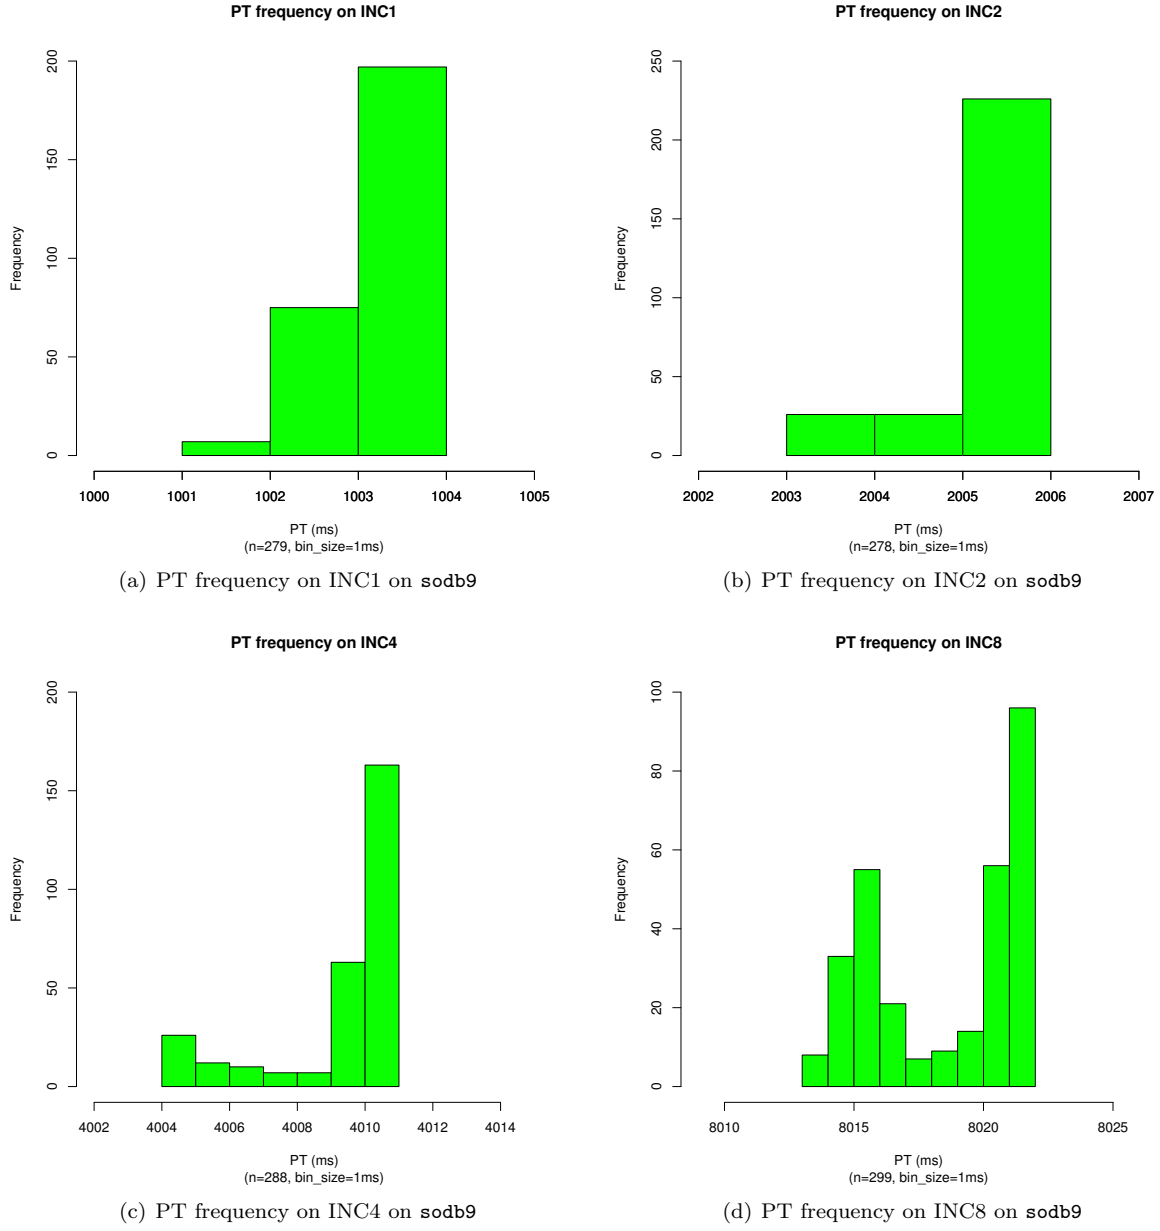 PT frequency on INC1
Frequency
0 50 100 150 200
1000 1001 1002 1003 1004 1005
PT (ms)
(n=279, bin_size=1ms)
(a) PT frequency on INC1 on sodb9
PT frequency on INC2
Frequency
0 50 100 150 200 250
2002 2003 2004 2005 2006 2007
PT (ms)
(n=278, bin_size=1ms)
(b) PT frequency on INC2 on sodb9
PT frequency on INC4
Frequency
0 50 100 150 200
4002 4004 4006 4008 4010 4012 4014
PT (ms)
(n=288, bin_size=1ms)
(c) PT frequency on INC4 on sodb9
PT frequency on INC8
Frequency
0 20 40 60 80 100
8010 8015 8020 8025
PT (ms)
(n=299, bin_size=1ms)
(d) PT frequency on INC8 on sodb9